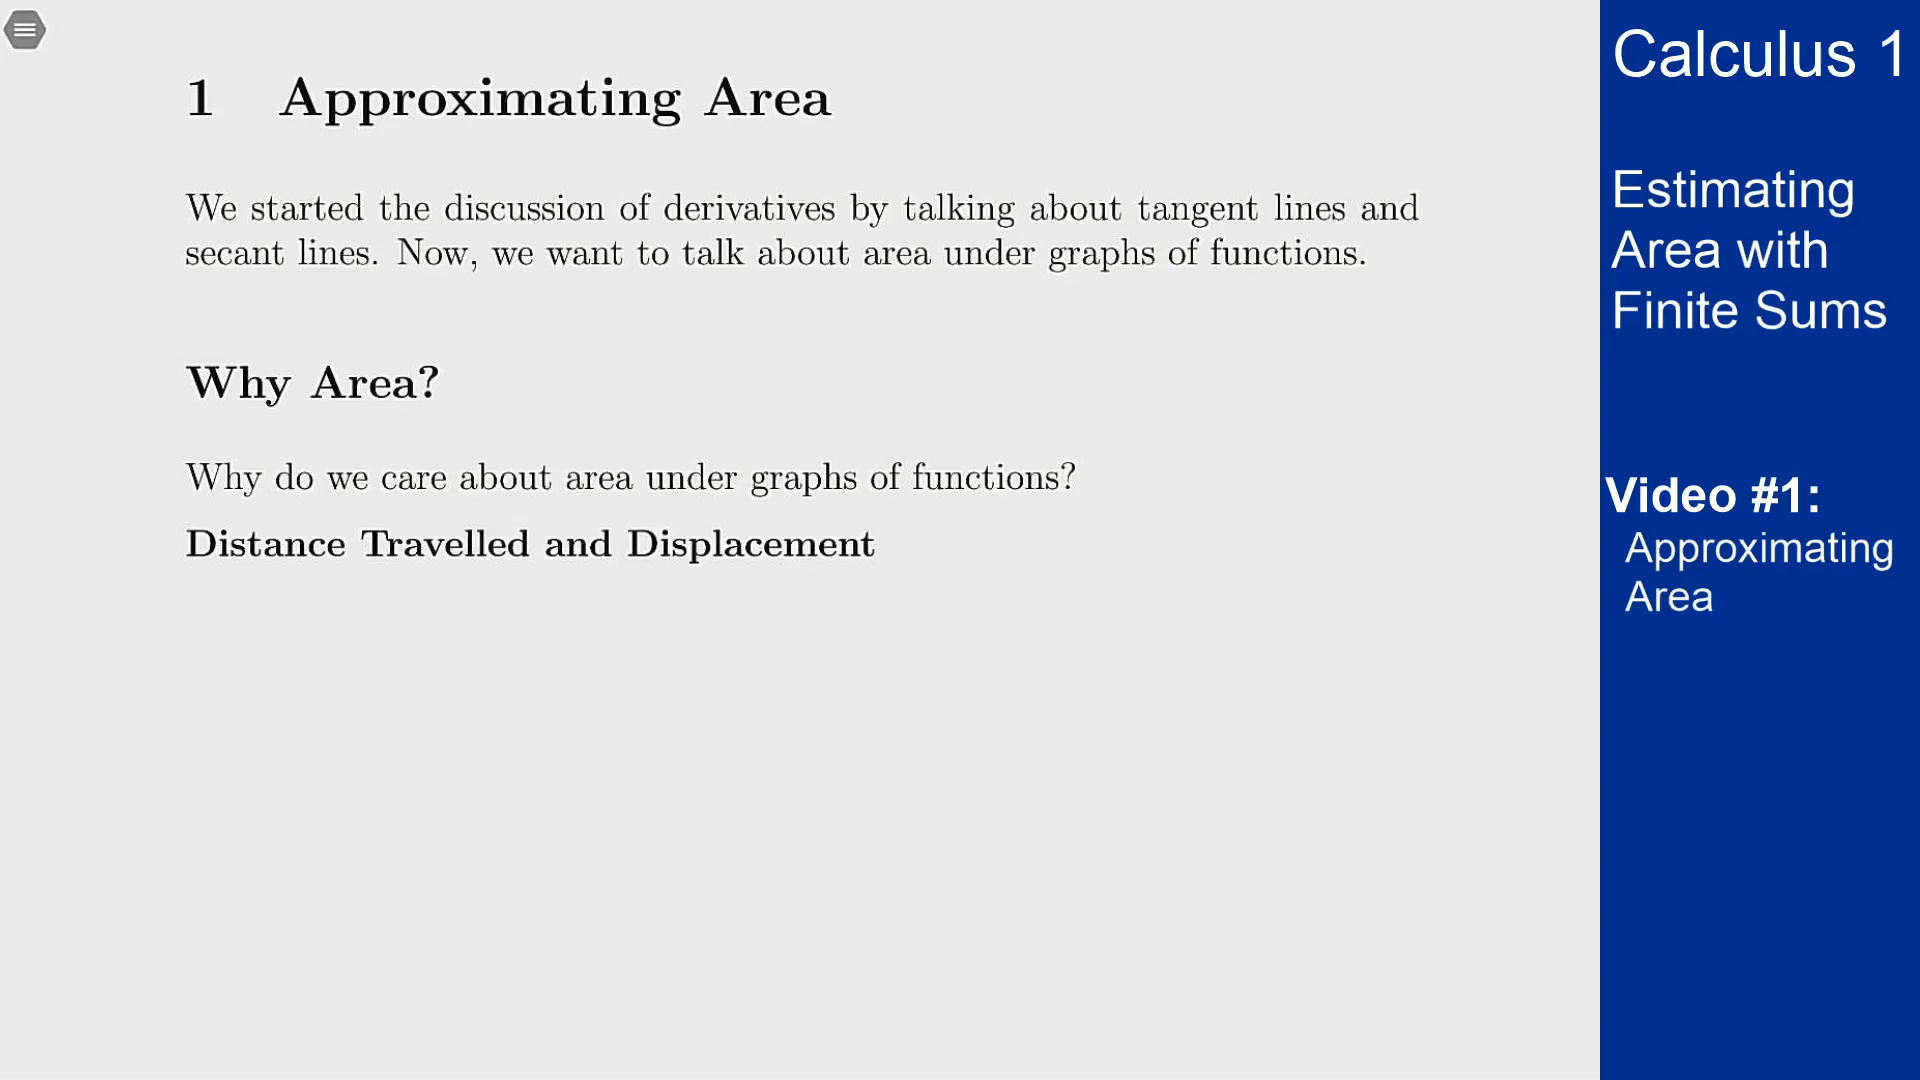 1 Approximating Area
We started the discussion of derivatives by talking about tangent lines and
secant lines. Now, we want to talk about area under graphs of functions.
Why Area?
Why do we care about area under graphs of functions?
Distance Travelled and Displacement
Calculus 1
Estimating
Area with
Finite Sums
Video #1:
Approximating
Area